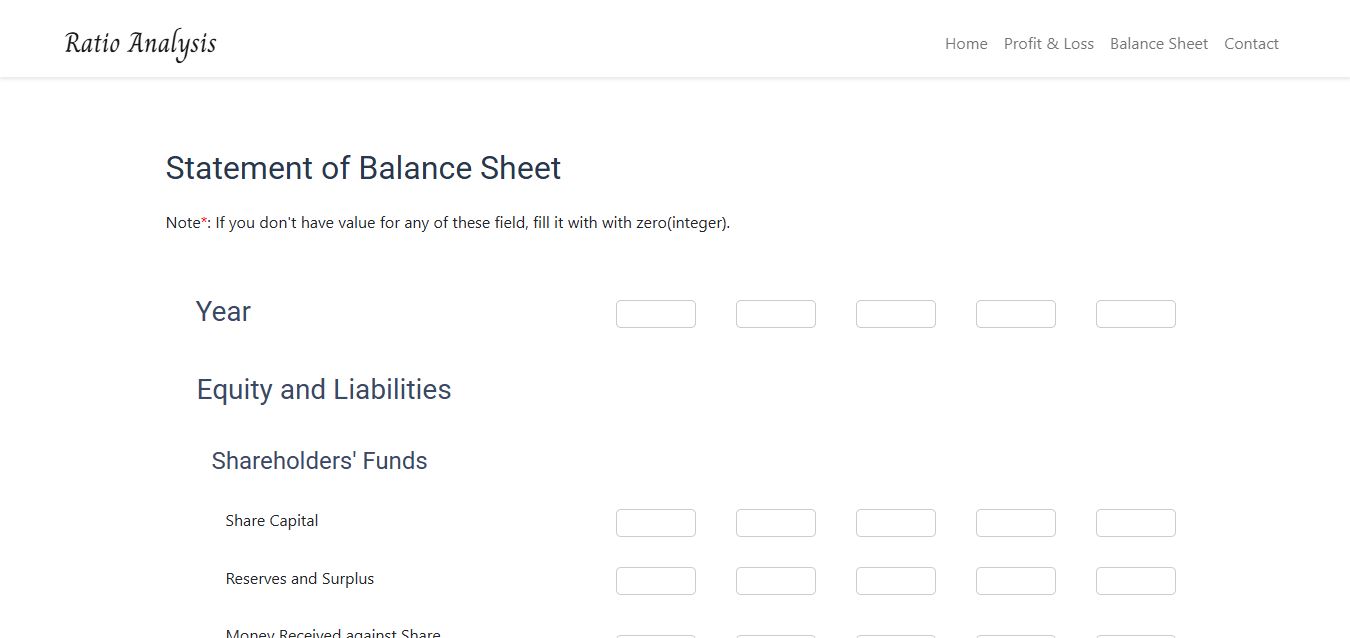 Ratio Analysis
Home Profit & Loss Balance Sheet Contact
Statement of Balance Sheet
Note*: If you don't have value for any of these field, fill it with with zero(integer).
Year
Equity and Liabilities
Shareholders' Funds
Share Capital
Reserves and Surplus
Money Received against Share